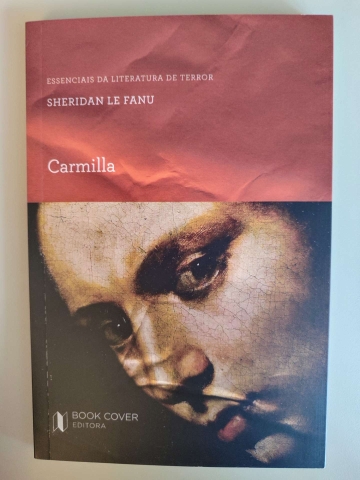 ESSENCIAIS DA LITERATURA DE TERROR
SHERIDAN LE FANU
Carmilla
BOOK COVER
EDITORA